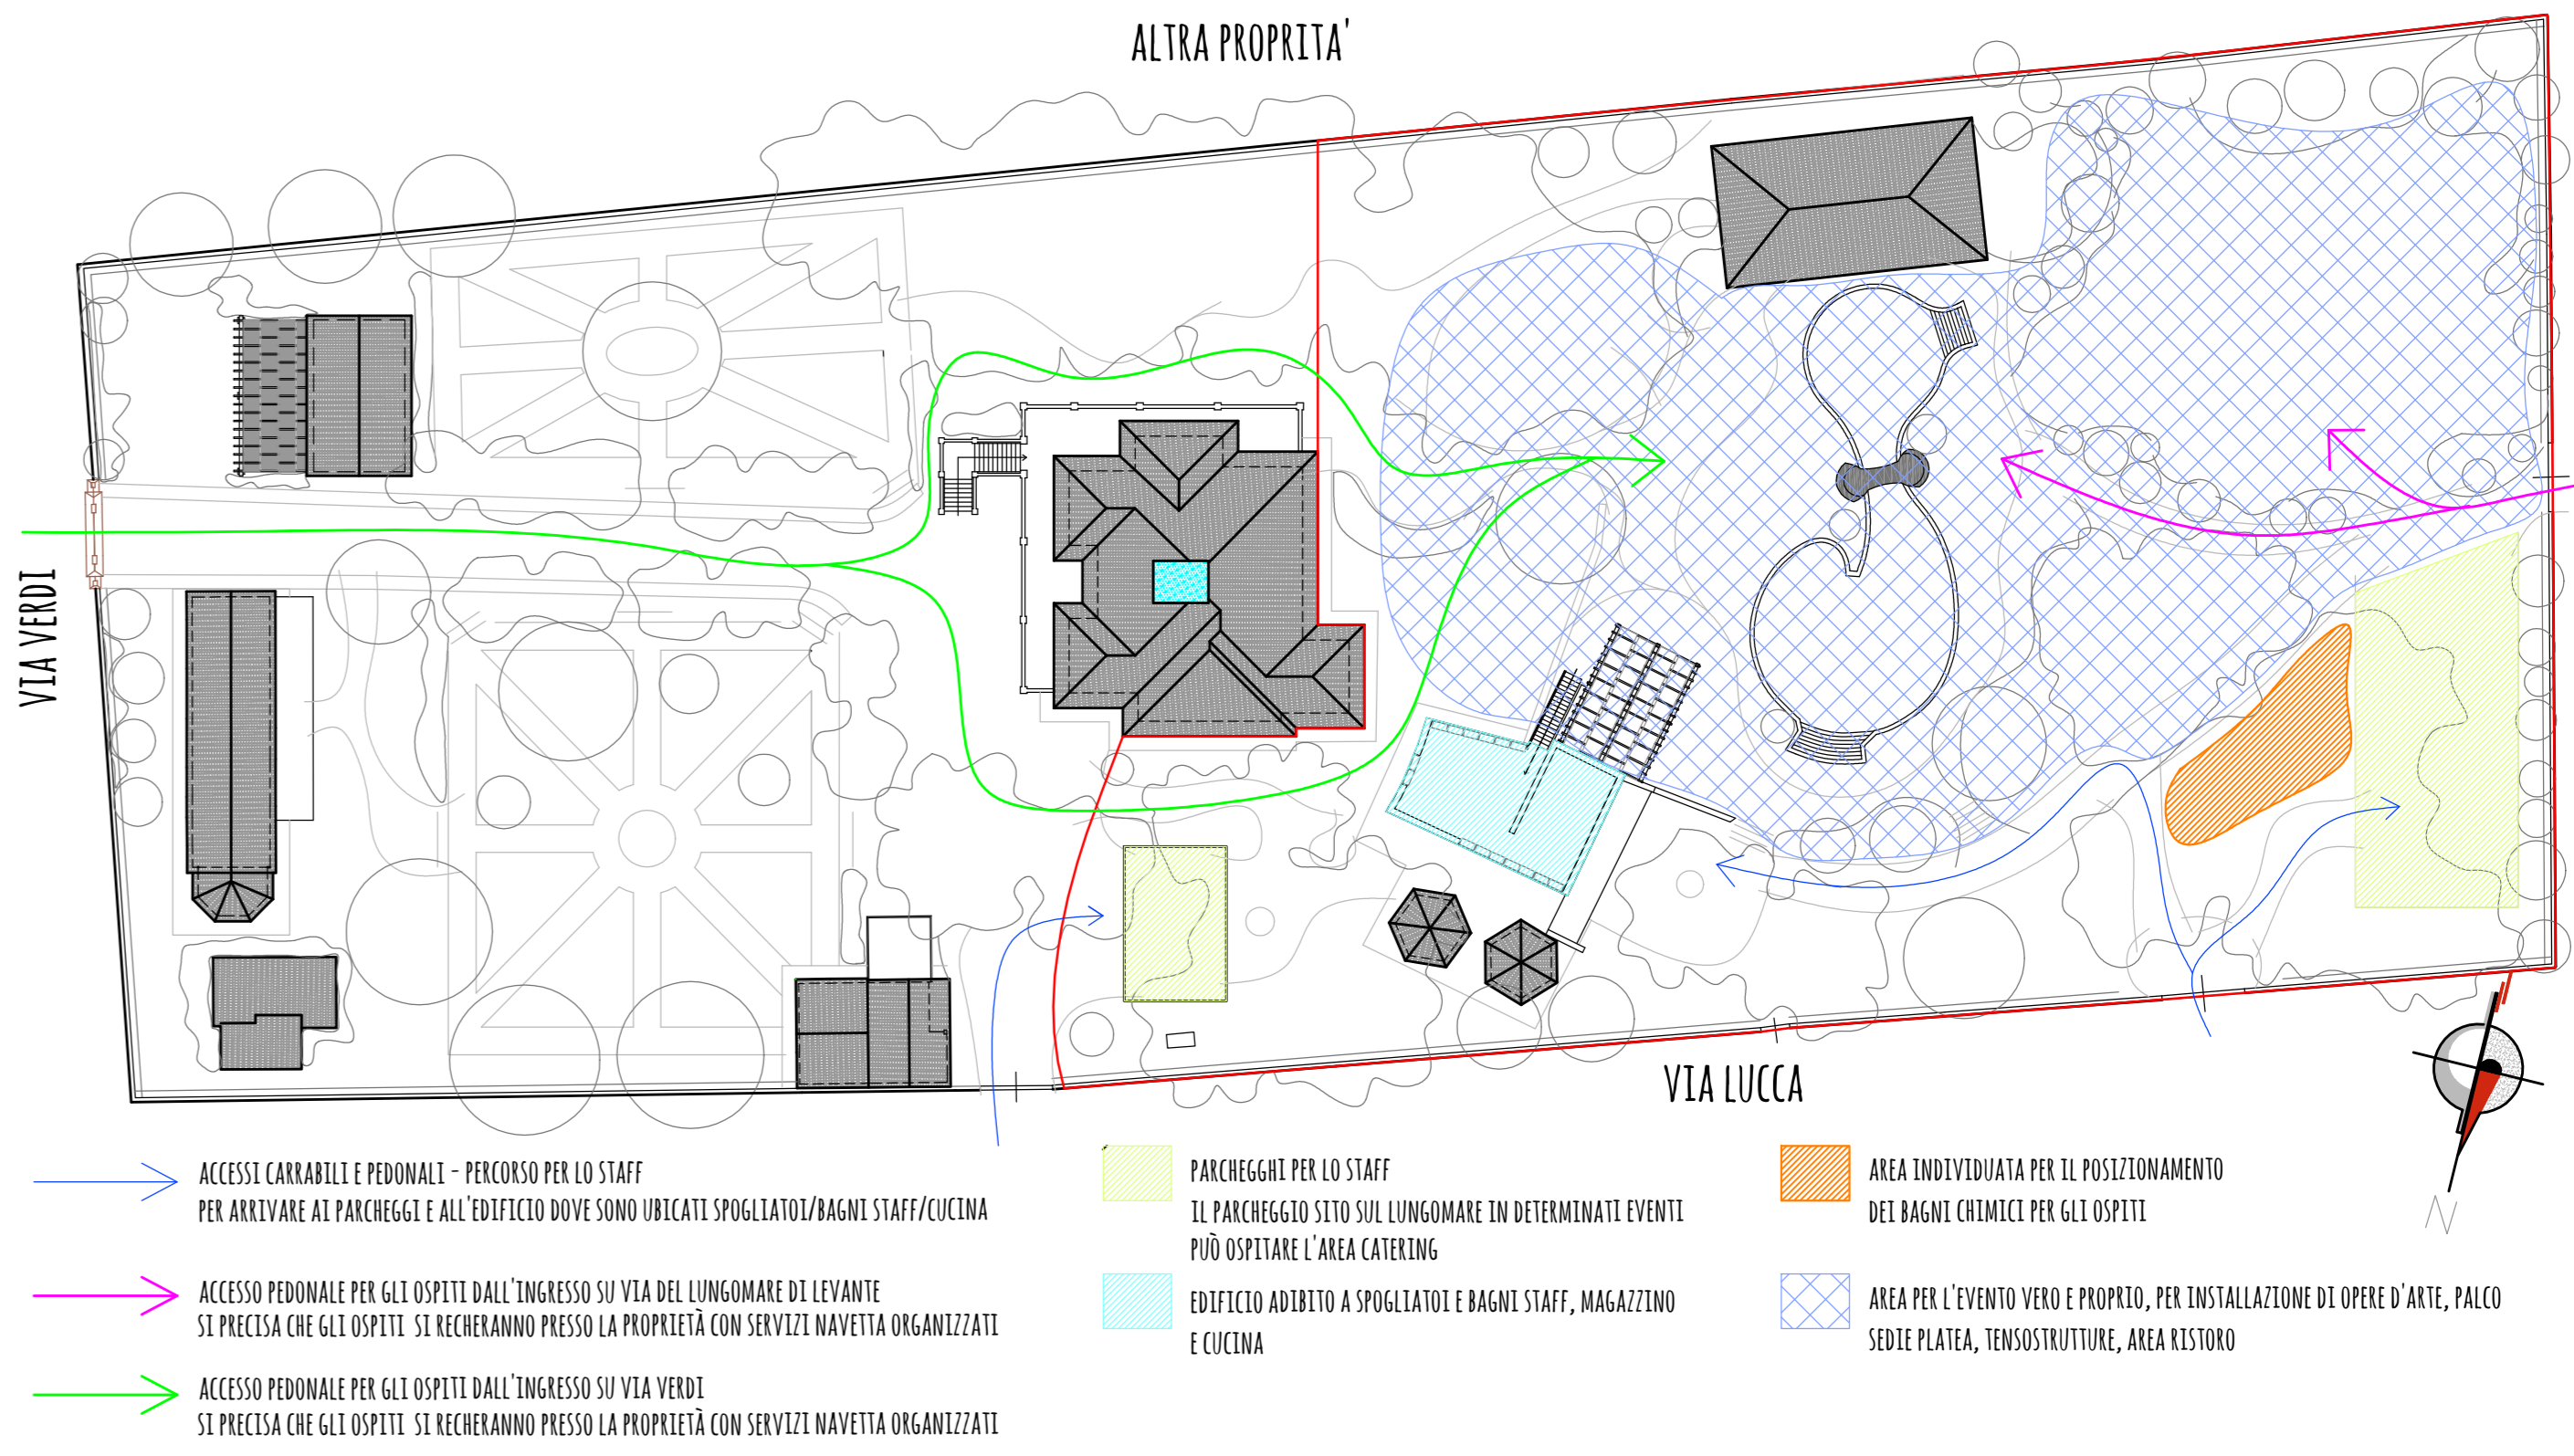 ALTRA PROPRITA'
VIA VERDI
VIA LUCCA
N
ACCESSI CARRABILI E PEDONALI - PERCORSO PER LO STAFF
PER ARRIVARE AI PARCHEGGI E ALL'EDIFICIO DOVE SONO UBICATI SPOGLIATOI/BAGNI STAFF/CUCINA
ACCESSO PEDONALE PER GLI OSPITI DALL'INGRESSO SU VIA DEL LUNGOMARE DI LEVANTE
SI PRECISA CHE GLI OSPITI SI RECHERANNO PRESSO LA PROPRIETÀ CON SERVIZI NAVETTA ORGANIZZATI
ACCESSO PEDONALE PER GLI OSPITI DALL'INGRESSO SU VIA VERDI
SI PRECISA CHE GLI OSPITI SI RECHERANNO PRESSO LA PROPRIETÀ CON SERVIZI NAVETTA ORGANIZZATI
PARCHEGGHI PER LO STAFF
IL PARCHEGGIO SITO SUL LUNGOMARE IN DETERMINATI EVENTI
PUÒ OSPITARE L'AREA CATERING
EDIFICIO ADIBITO A SPOGLIATOI E BAGNI STAFF, MAGAZZINO
E CUCINA
AREA INDIVIDUATA PER IL POSIZIONAMENTO
DEI BAGNI CHIMICI PER GLI OSPITI
AREA PER L'EVENTO VERO E PROPRIO, PER INSTALLAZIONE DI OPERE D'ARTE, PALCO
SEDIE PLATEA, TENSOSTRUTTURE, AREA RISTORO